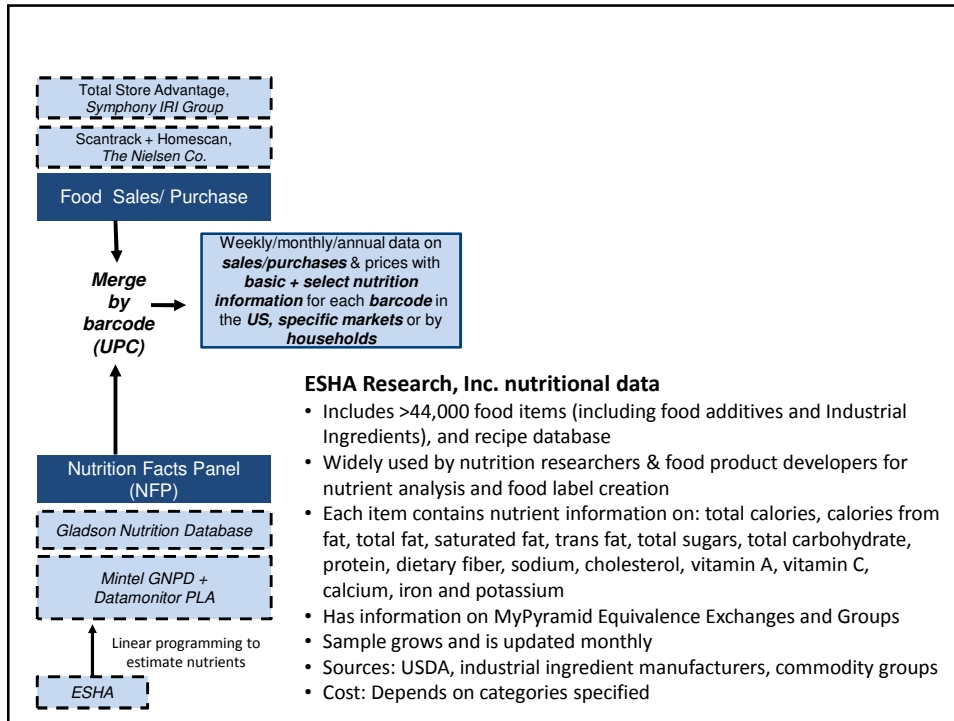 Total Store Advantage,
Symphony IRI Group
Scantrack + Homescan,
The Nielsen Co.
Food Sales/ Purchase
Merge
by
barcode
(UPC)
Weekly/monthly/annual data on
sales/purchases & prices with
basic + select nutrition
information for each barcode in
the US, specific markets or by
households
Nutrition Facts Panel
(NFP)
Gladson Nutrition Database
Mintel GNPD +
Datamonitor PLA
Linear programming to
estimate nutrients
ESHA
ESHA Research, Inc. nutritional data
• Includes >44,000 food items (including food additives and Industrial
Ingredients), and recipe database
• Widely used by nutrition researchers & food product developers for
nutrient analysis and food label creation
• Each item contains nutrient information on: total calories, calories from
fat, total fat, saturated fat, trans fat, total sugars, total carbohydrate,
protein, dietary fiber, sodium, cholesterol, vitamin A, vitamin C,
calcium, iron and potassium
• Has information on MyPyramid Equivalence Exchanges and Groups
• Sample grows and is updated monthly
• Sources: USDA, industrial ingredient manufacturers, commodity groups
• Cost: Depends on categories specified